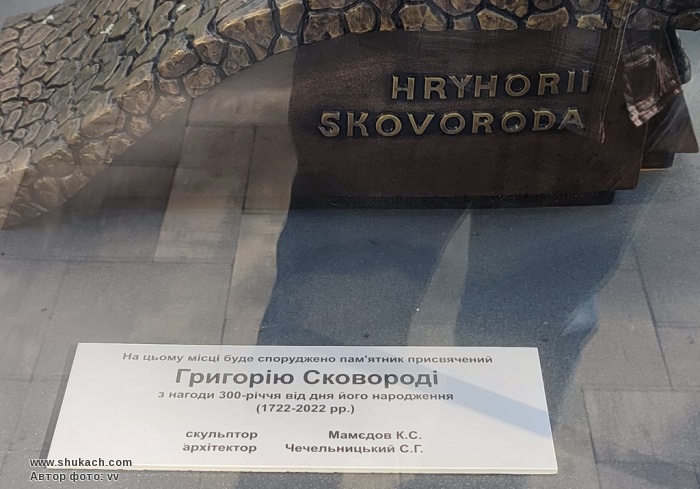 HRYHORII
SKOVORODA
На цьому місці буде споруджено пам'ятник присвячений
Григорію Сковороді
з нагоди 300-річчя від дня його народження
(1722-2022 рр.)
скульптор Мамєдов К.С.
архітектор Чечельницький С.Г.
www.shukach.com
Автор фото: vv